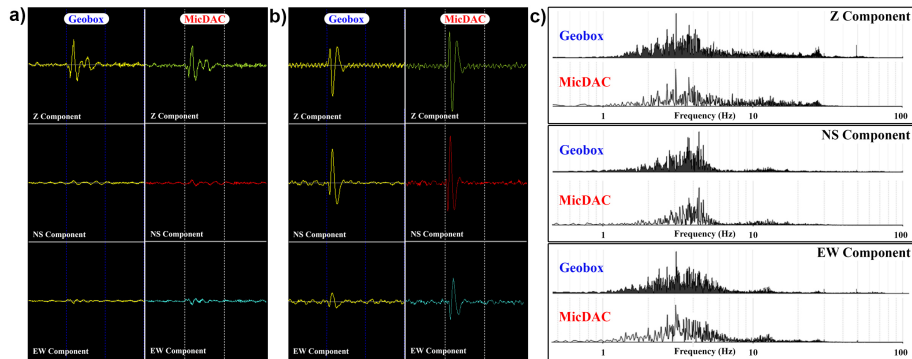 a)
Geobox
MicDAC
Z Component
Z Component
NS Component
NS Component
EW Component
EW Component
b)
Geobox
MicDAC
Z Component
Z Component
NS Component
NS Component
EW Component
EW Component
c)
Z Component
Geobox
MicDAC
1 Frequency (Hz) 10 100
NS Component
Geobox
MicDAC
1 Frequency (Hz) 10 100
EW Component
Geobox
MicDAC
1 Frequency (Hz) 10 100